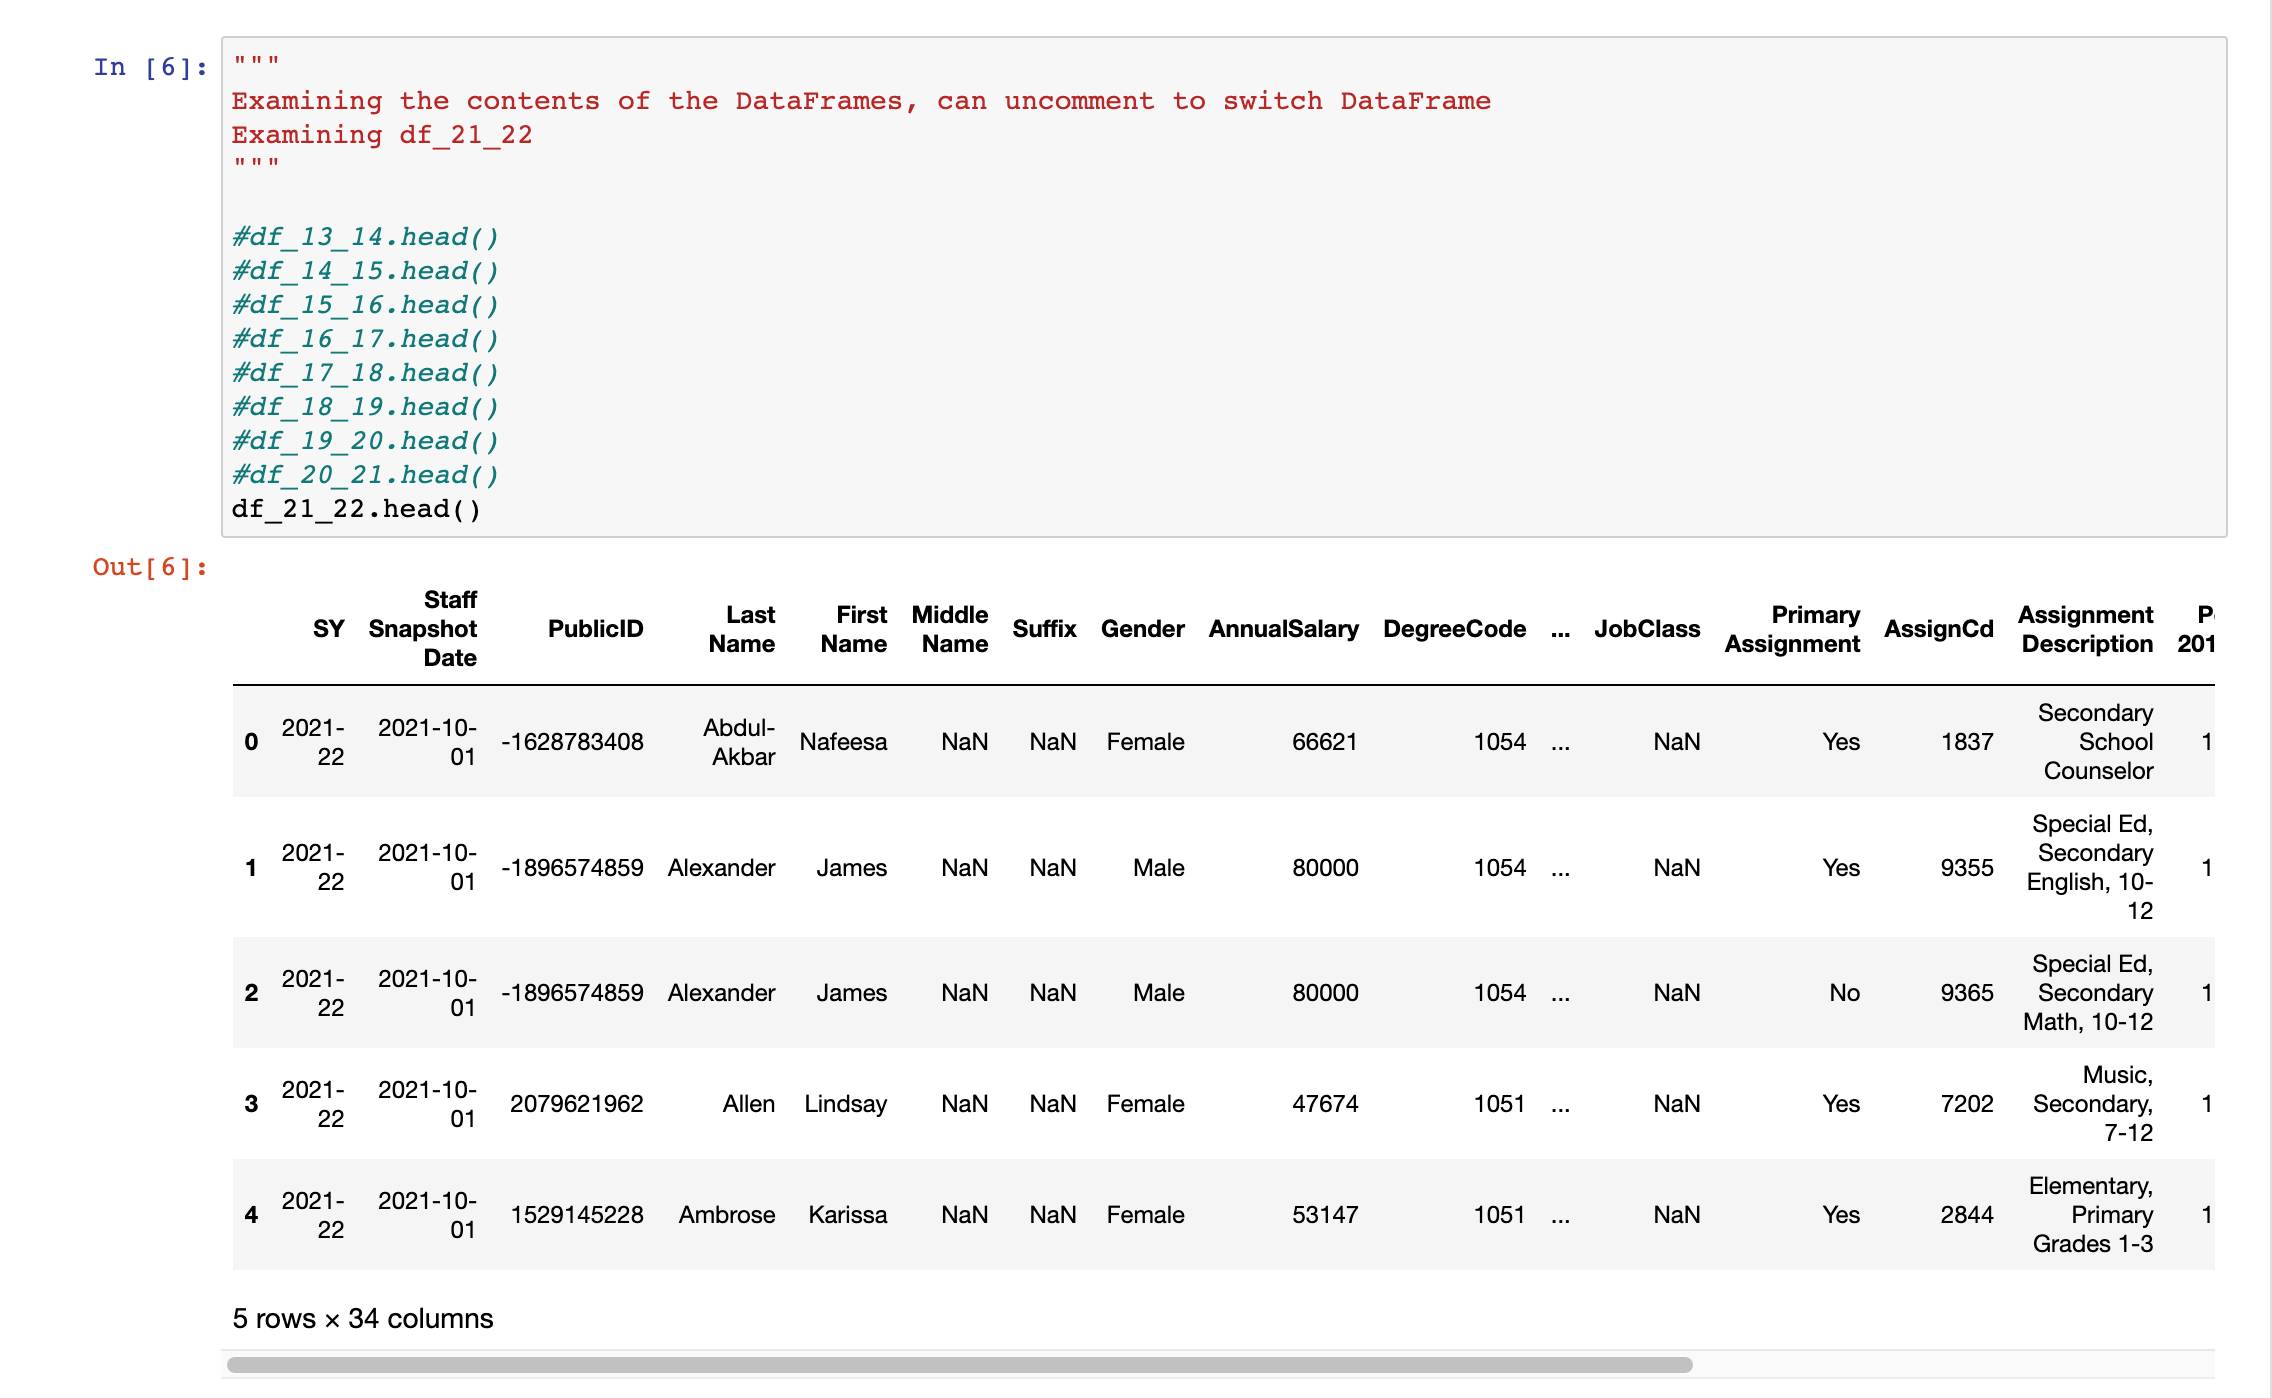 In [6]:
"""
Examining the contents of the DataFrames, can uncomment to switch DataFrame
Examining df_21_22
"""
#df_13_14.head()
#df_14_15.head()
#df_15_16.head()
#df_16_17.head()
#df_17_18.head()
#df_18_19.head()
#df_19_20.head()
#df_20_21.head()
df_21_22.head()
Out[6]:
SY Staff Snapshot Date PublicID Last Name First Name Middle Name Suffix Gender AnnualSalary DegreeCode ... JobClass Primary Assignment AssignCd Assignment Description 201
0 2021-22 2021-10-01 -1628783408 Abdul-Akbar Nafeesa NaN NaN Female 66621 1054 ... NaN Yes 1837 Secondary School Counselor 1
1 2021-22 2021-10-01 -1896574859 Alexander James NaN NaN Male 80000 1054 ... NaN Yes 9355 Special Ed, Secondary English, 10-12 1
2 2021-22 2021-10-01 -1896574859 Alexander James NaN NaN Male 80000 1054 ... NaN No 9365 Special Ed, Secondary Math, 10-12 1
3 2021-22 2021-10-01 2079621962 Allen Lindsay NaN NaN Female 47674 1051 ... NaN Yes 7202 Music, Secondary, 7-12 1
4 2021-22 2021-10-01 1529145228 Ambrose Karissa NaN NaN Female 53147 1051 ... NaN Yes 2844 Elementary, Primary Grades 1-3 1
5 rows × 34 columns